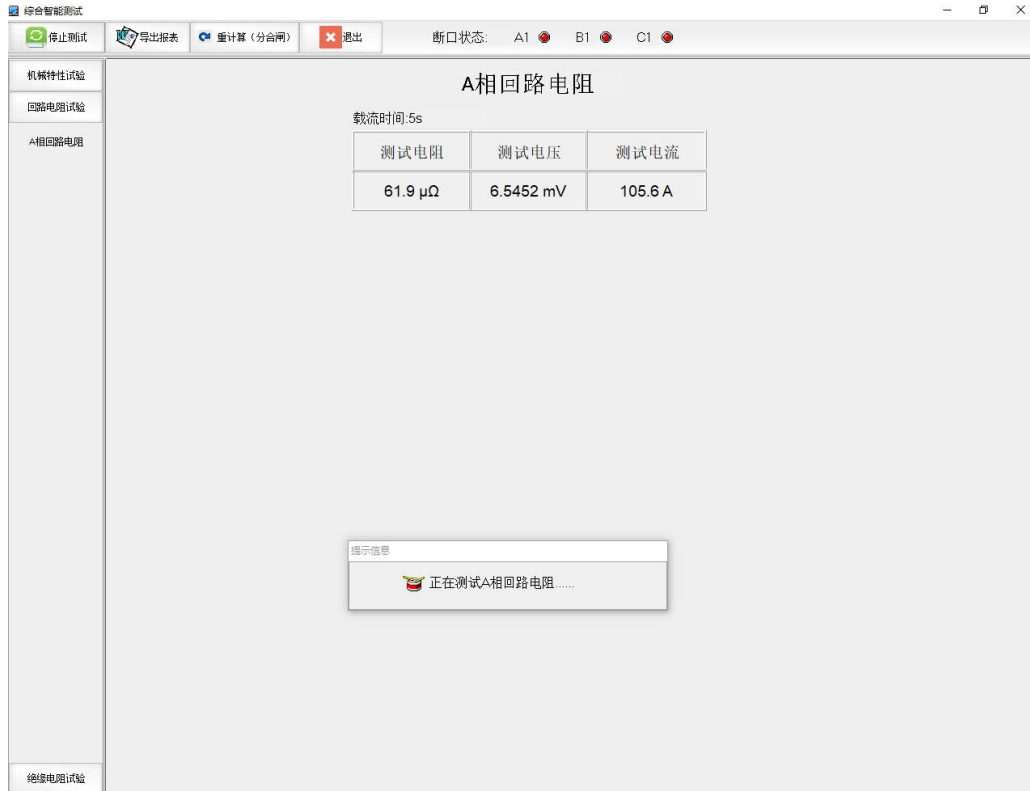 综合智能测试
停止测试 导出报表 重计算（分合闸） 退出 断口状态: A1 B1 C1
机械特性试验
回路电阻试验
A相回路电阻
A相回路电阻
载流时间:5s
测试电阻 测试电压 测试电流
61.9 μΩ 6.5452 mV 105.6 A
提示信息
正在测试A相回路电阻......
绝缘电阻试验